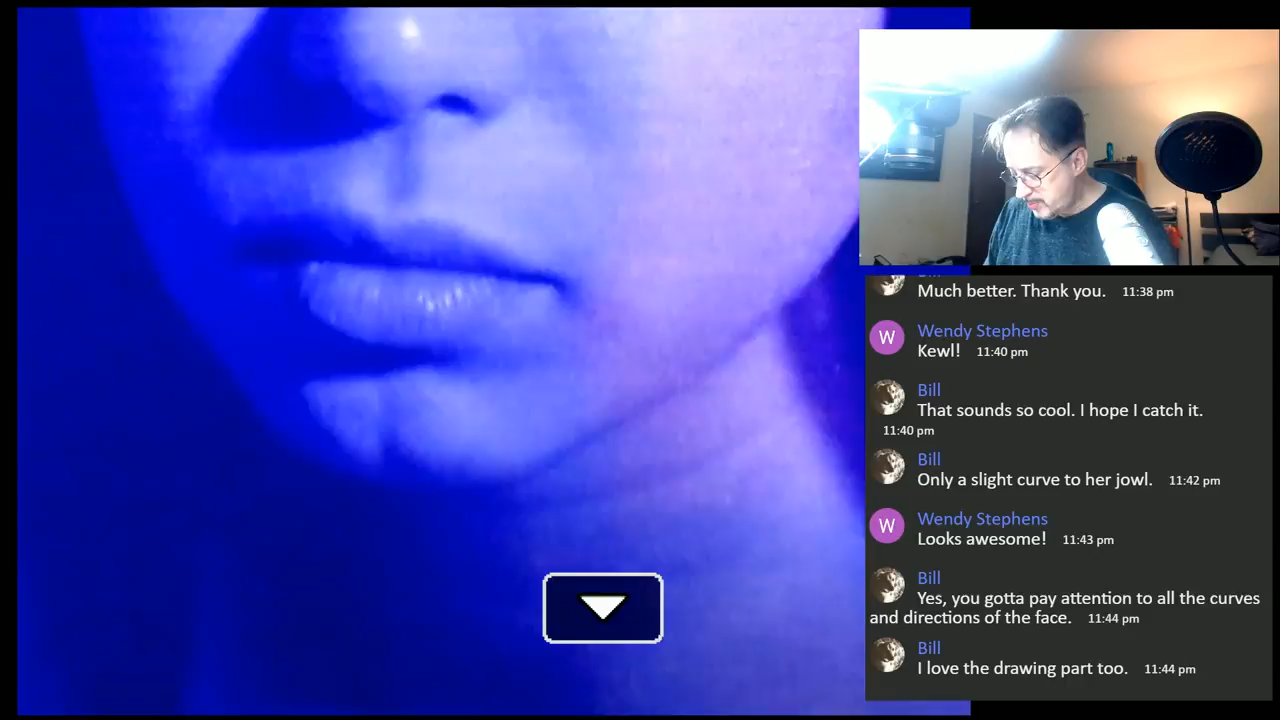 Much better. Thank you. 11:38 pm
W
Wendy Stephens
Kewl! 11:40 pm
Bill
That sounds so cool. I hope I catch it.
11:40 pm
Bill
Only a slight curve to her jowl. 11:42 pm
W
Wendy Stephens
Looks awesome! 11:43 pm
Bill
Yes, you gotta pay attention to all the curves
and directions of the face. 11:44 pm
Bill
I love the drawing part too. 11:44 pm